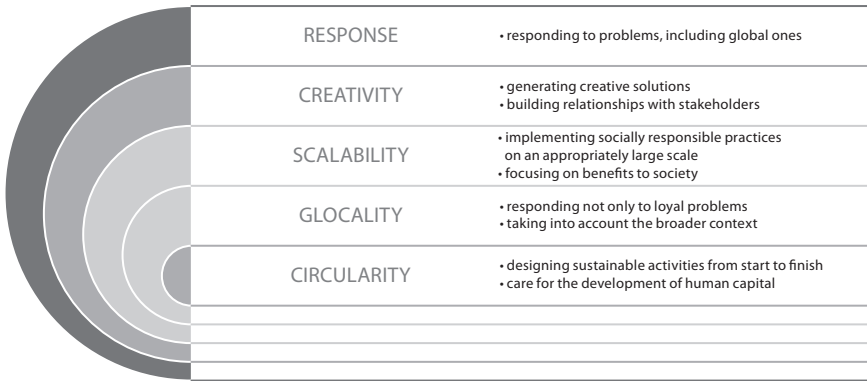 RESPONSE
• responding to problems, including global ones
CREATIVITY
• generating creative solutions
• building relationships with stakeholders
SCALABILITY
• implementing socially responsible practices
on an appropriately large scale
• focusing on benefits to society
GLOCALITY
• responding not only to loyal problems
• taking into account the broader context
CIRCULARITY
• designing sustainable activities from start to finish
• care for the development of human capital